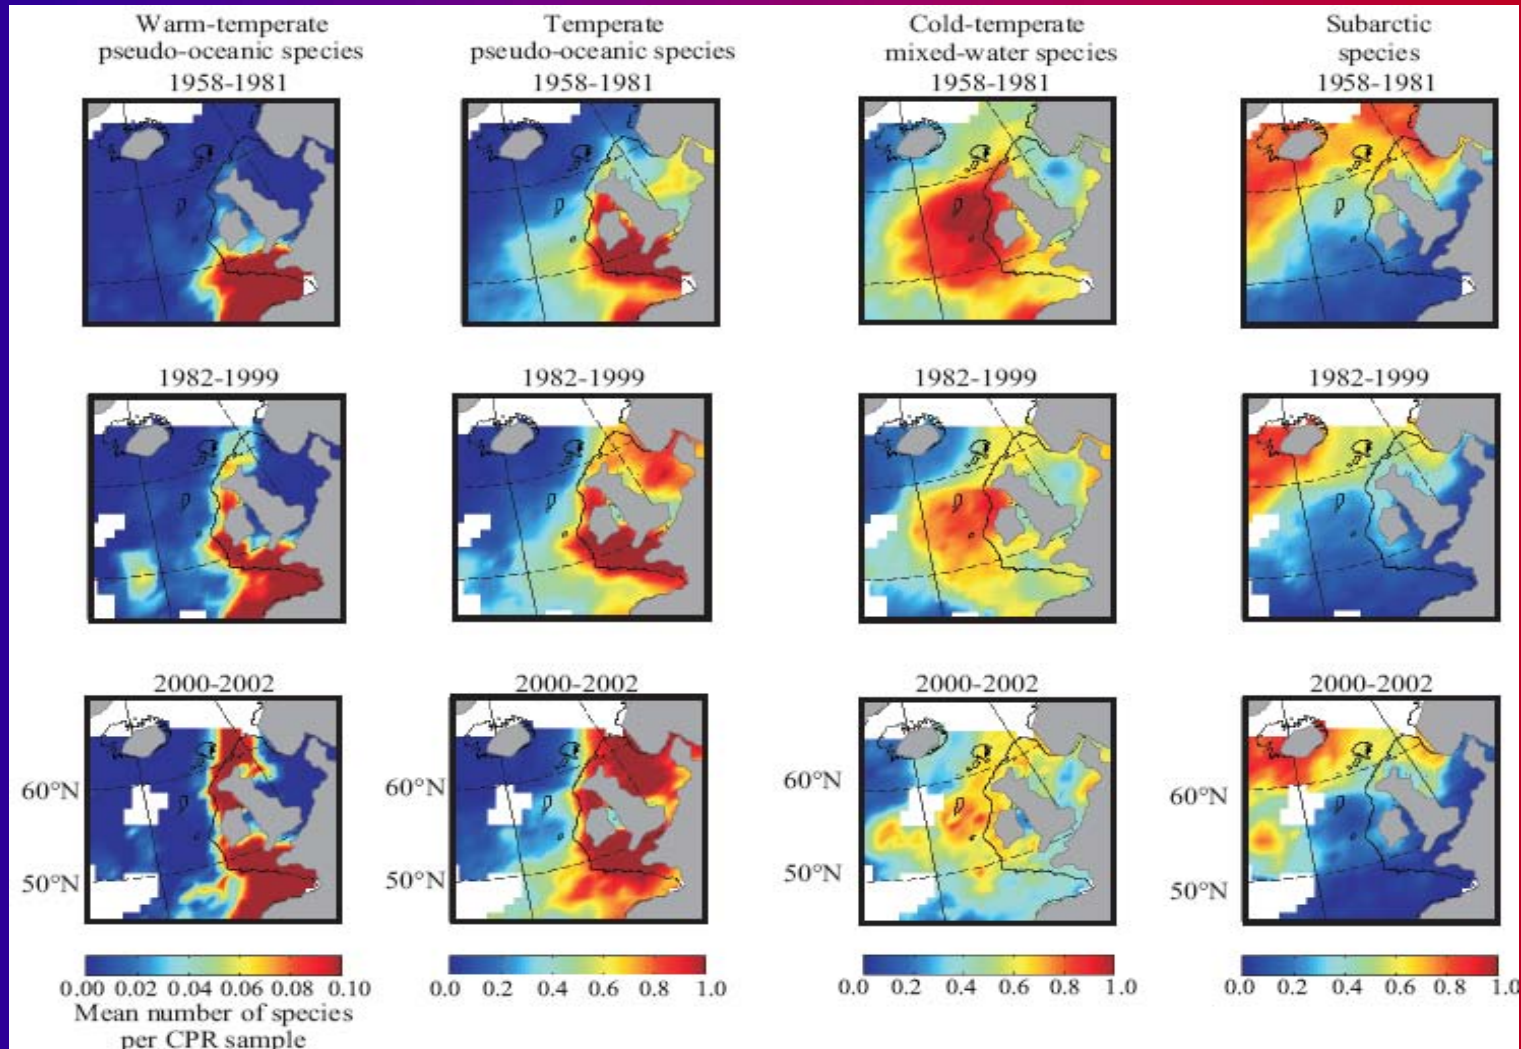 Warm-temperate
pseudo-oceanic species
1958-1981
Temperate
pseudo-oceanic species
1958-1981
Cold-temperate
mixed-water species
1958-1981
Subarctic
species
1958-1981
1982-1999
1982-1999
1982-1999
1982-1999
2000-2002
2000-2002
2000-2002
2000-2002
60°N
50°N
60°N
50°N
60°N
50°N
60°N
50°N
0.00 0.02 0.04 0.06 0.08 0.10
Mean number of species
per CPR sample
0.0 0.2 0.4 0.6 0.8 1.0
0.0 0.2 0.4 0.6 0.8 1.0
0.0 0.2 0.4 0.6 0.8 1.0